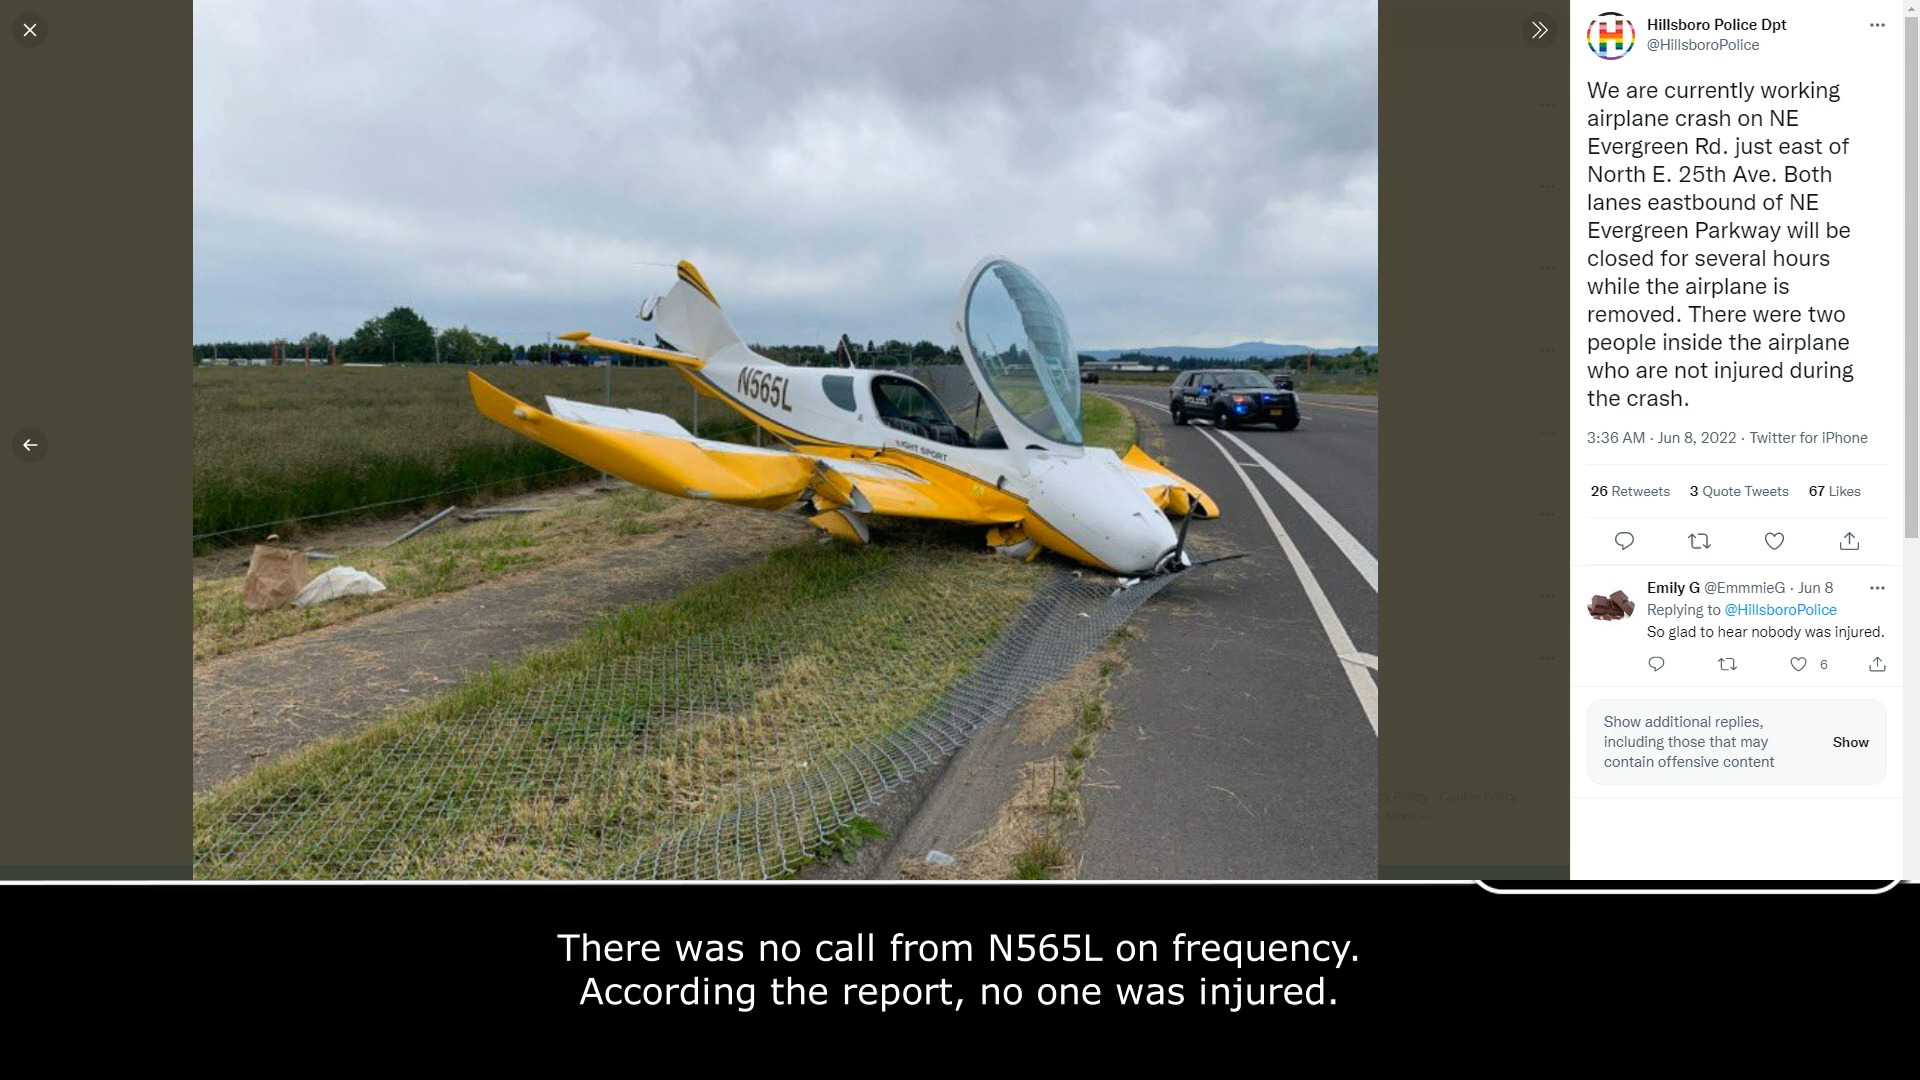 Hillsboro Police Dpt
@HillsboroPolice
We are currently working
airplane crash on NE
Evergreen Rd. just east of
North E. 25th Ave. Both
lanes eastbound of NE
Evergreen Parkway will be
closed for several hours
while the airplane is
removed. There were two
people inside the airplane
who are not injured during
the crash.
3:36 AM · Jun 8, 2022 · Twitter for iPhone
26 Retweets 3 Quote Tweets 67 Likes
Emily G @EmmmieG · Jun 8
Replying to @HillsboroPolice
So glad to hear nobody was injured.
6
Show additional replies,
including those that may
contain offensive content
Show
N565L
LIGHT SPORT
POLICE
Policy Cookie Policy
More
There was no call from N565L on frequency.
According the report, no one was injured.